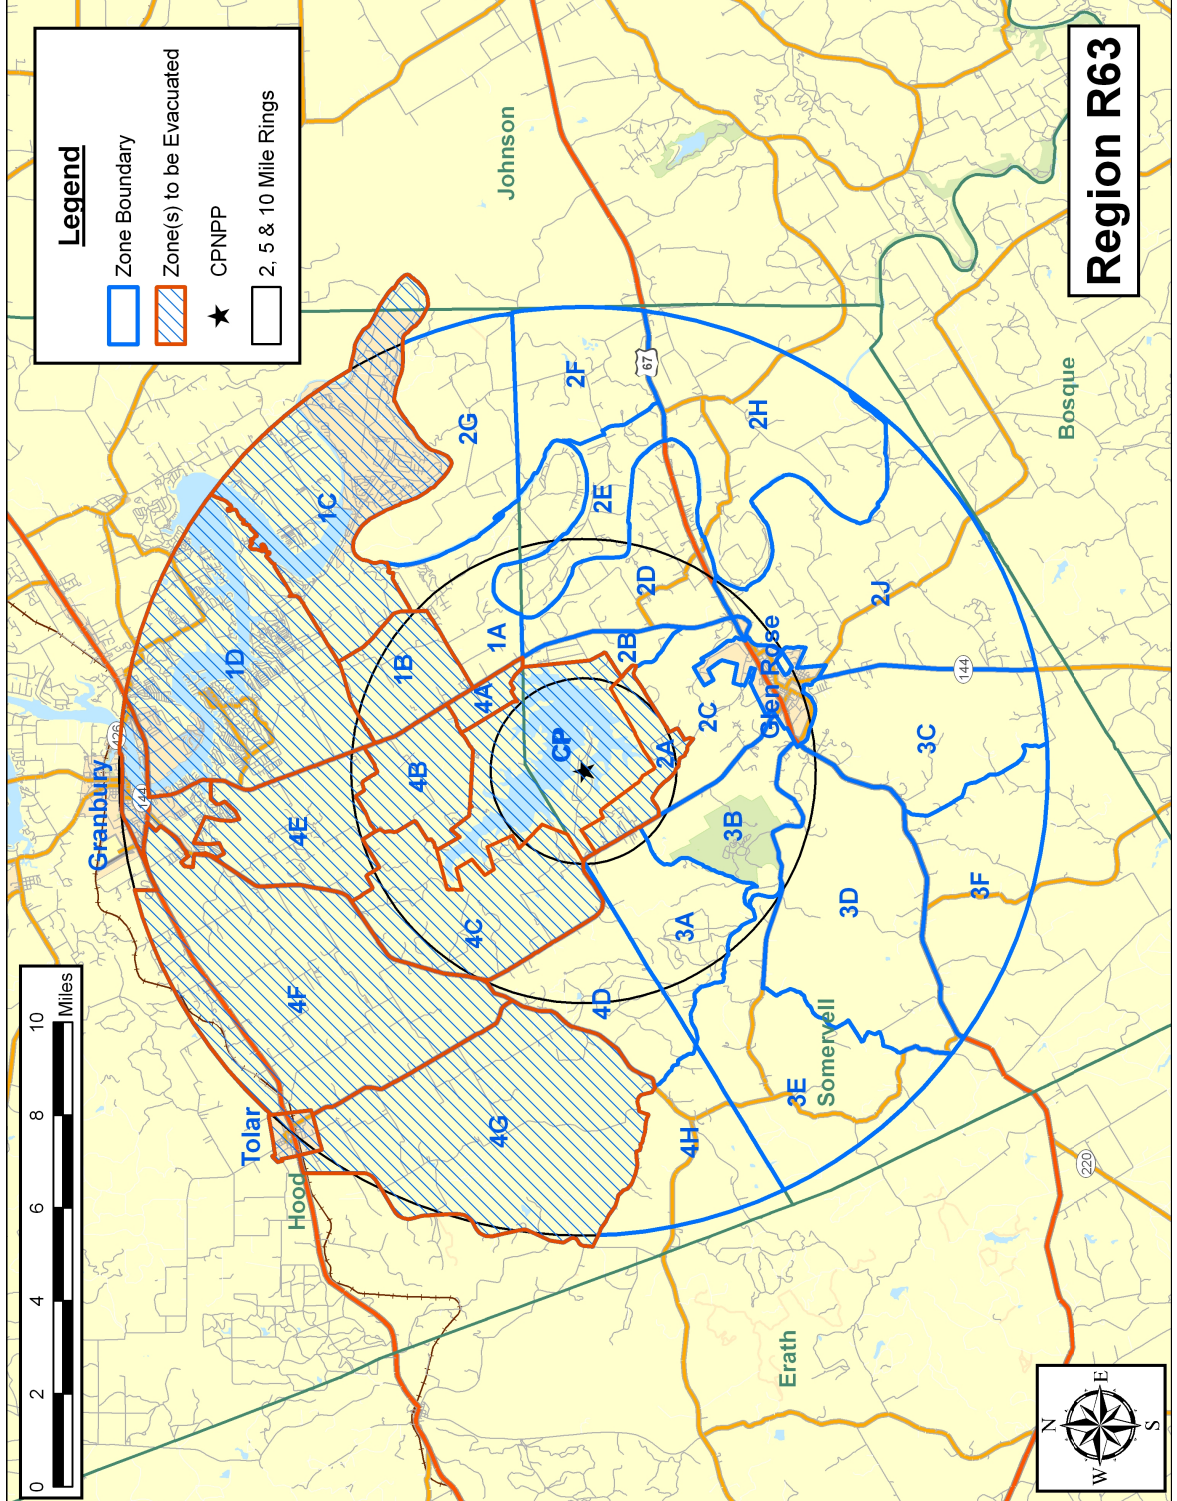 Legend
Zone Boundary
Zone(s) to be Evacuated
CPNPP
2, 5 & 10 Mile Rings
Region R63
0 2 4 6 8 10
Miles
N
W E
S
Johnson
Bosque
Erath
Somervell
Hood
Granbury
Tolar
Glen Rose
CP
1A
1B
1C
1D
2A
2B
2C
2D
2E
2F
2G
2H
2J
3A
3B
3C
3D
3E
3F
4A
4B
4C
4D
4E
4F
4G
4H
67
144
144
426
220